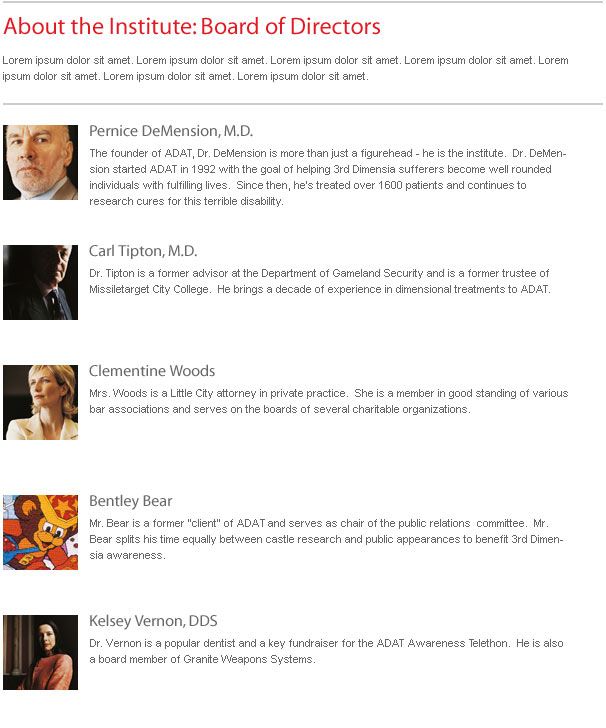 About the Institute: Board of Directors
Lorem ipsum dolor sit amet. Lorem ipsum dolor sit amet. Lorem ipsum dolor sit amet. Lorem ipsum dolor sit amet. Lorem
ipsum dolor sit amet. Lorem ipsum dolor sit amet. Lorem ipsum dolor sit amet.
Pernice DeMension, M.D.
The founder of ADAT, Dr. DeMension is more than just a figurehead - he is the institute.  Dr. DeMen-
sion started ADAT in 1992 with the goal of helping 3rd Dimensia sufferers become well rounded
individuals with fulfilling lives.  Since then, he's treated over 1600 patients and continues to
research cures for this terrible disability.
Carl Tipton, M.D.
Dr. Tipton is a former advisor at the Department of Gameland Security and is a former trustee of
Missiletarget City College.  He brings a decade of experience in dimensional treatments to ADAT.
Clementine Woods
Mrs. Woods is a Little City attorney in private practice.  She is a member in good standing of various
bar associations and serves on the boards of several charitable organizations.
Bentley Bear
Mr. Bear is a former "client" of ADAT and serves as chair of the public relations  committee.  Mr.
Bear splits his time equally between castle research and public appearances to benefit 3rd Dimen-
sia awareness.
Kelsey Vernon, DDS
Dr. Vernon is a popular dentist and a key fundraiser for the ADAT Awareness Telethon.  He is also
a board member of Granite Weapons Systems.